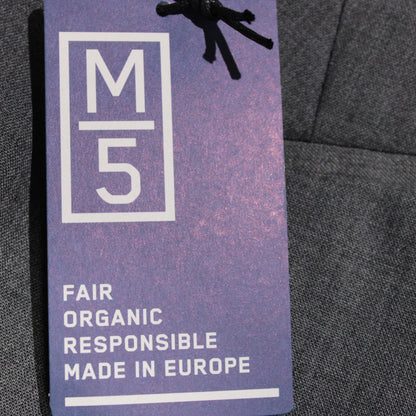 M
5
FAIR
ORGANIC
RESPONSIBLE
MADE IN EUROPE